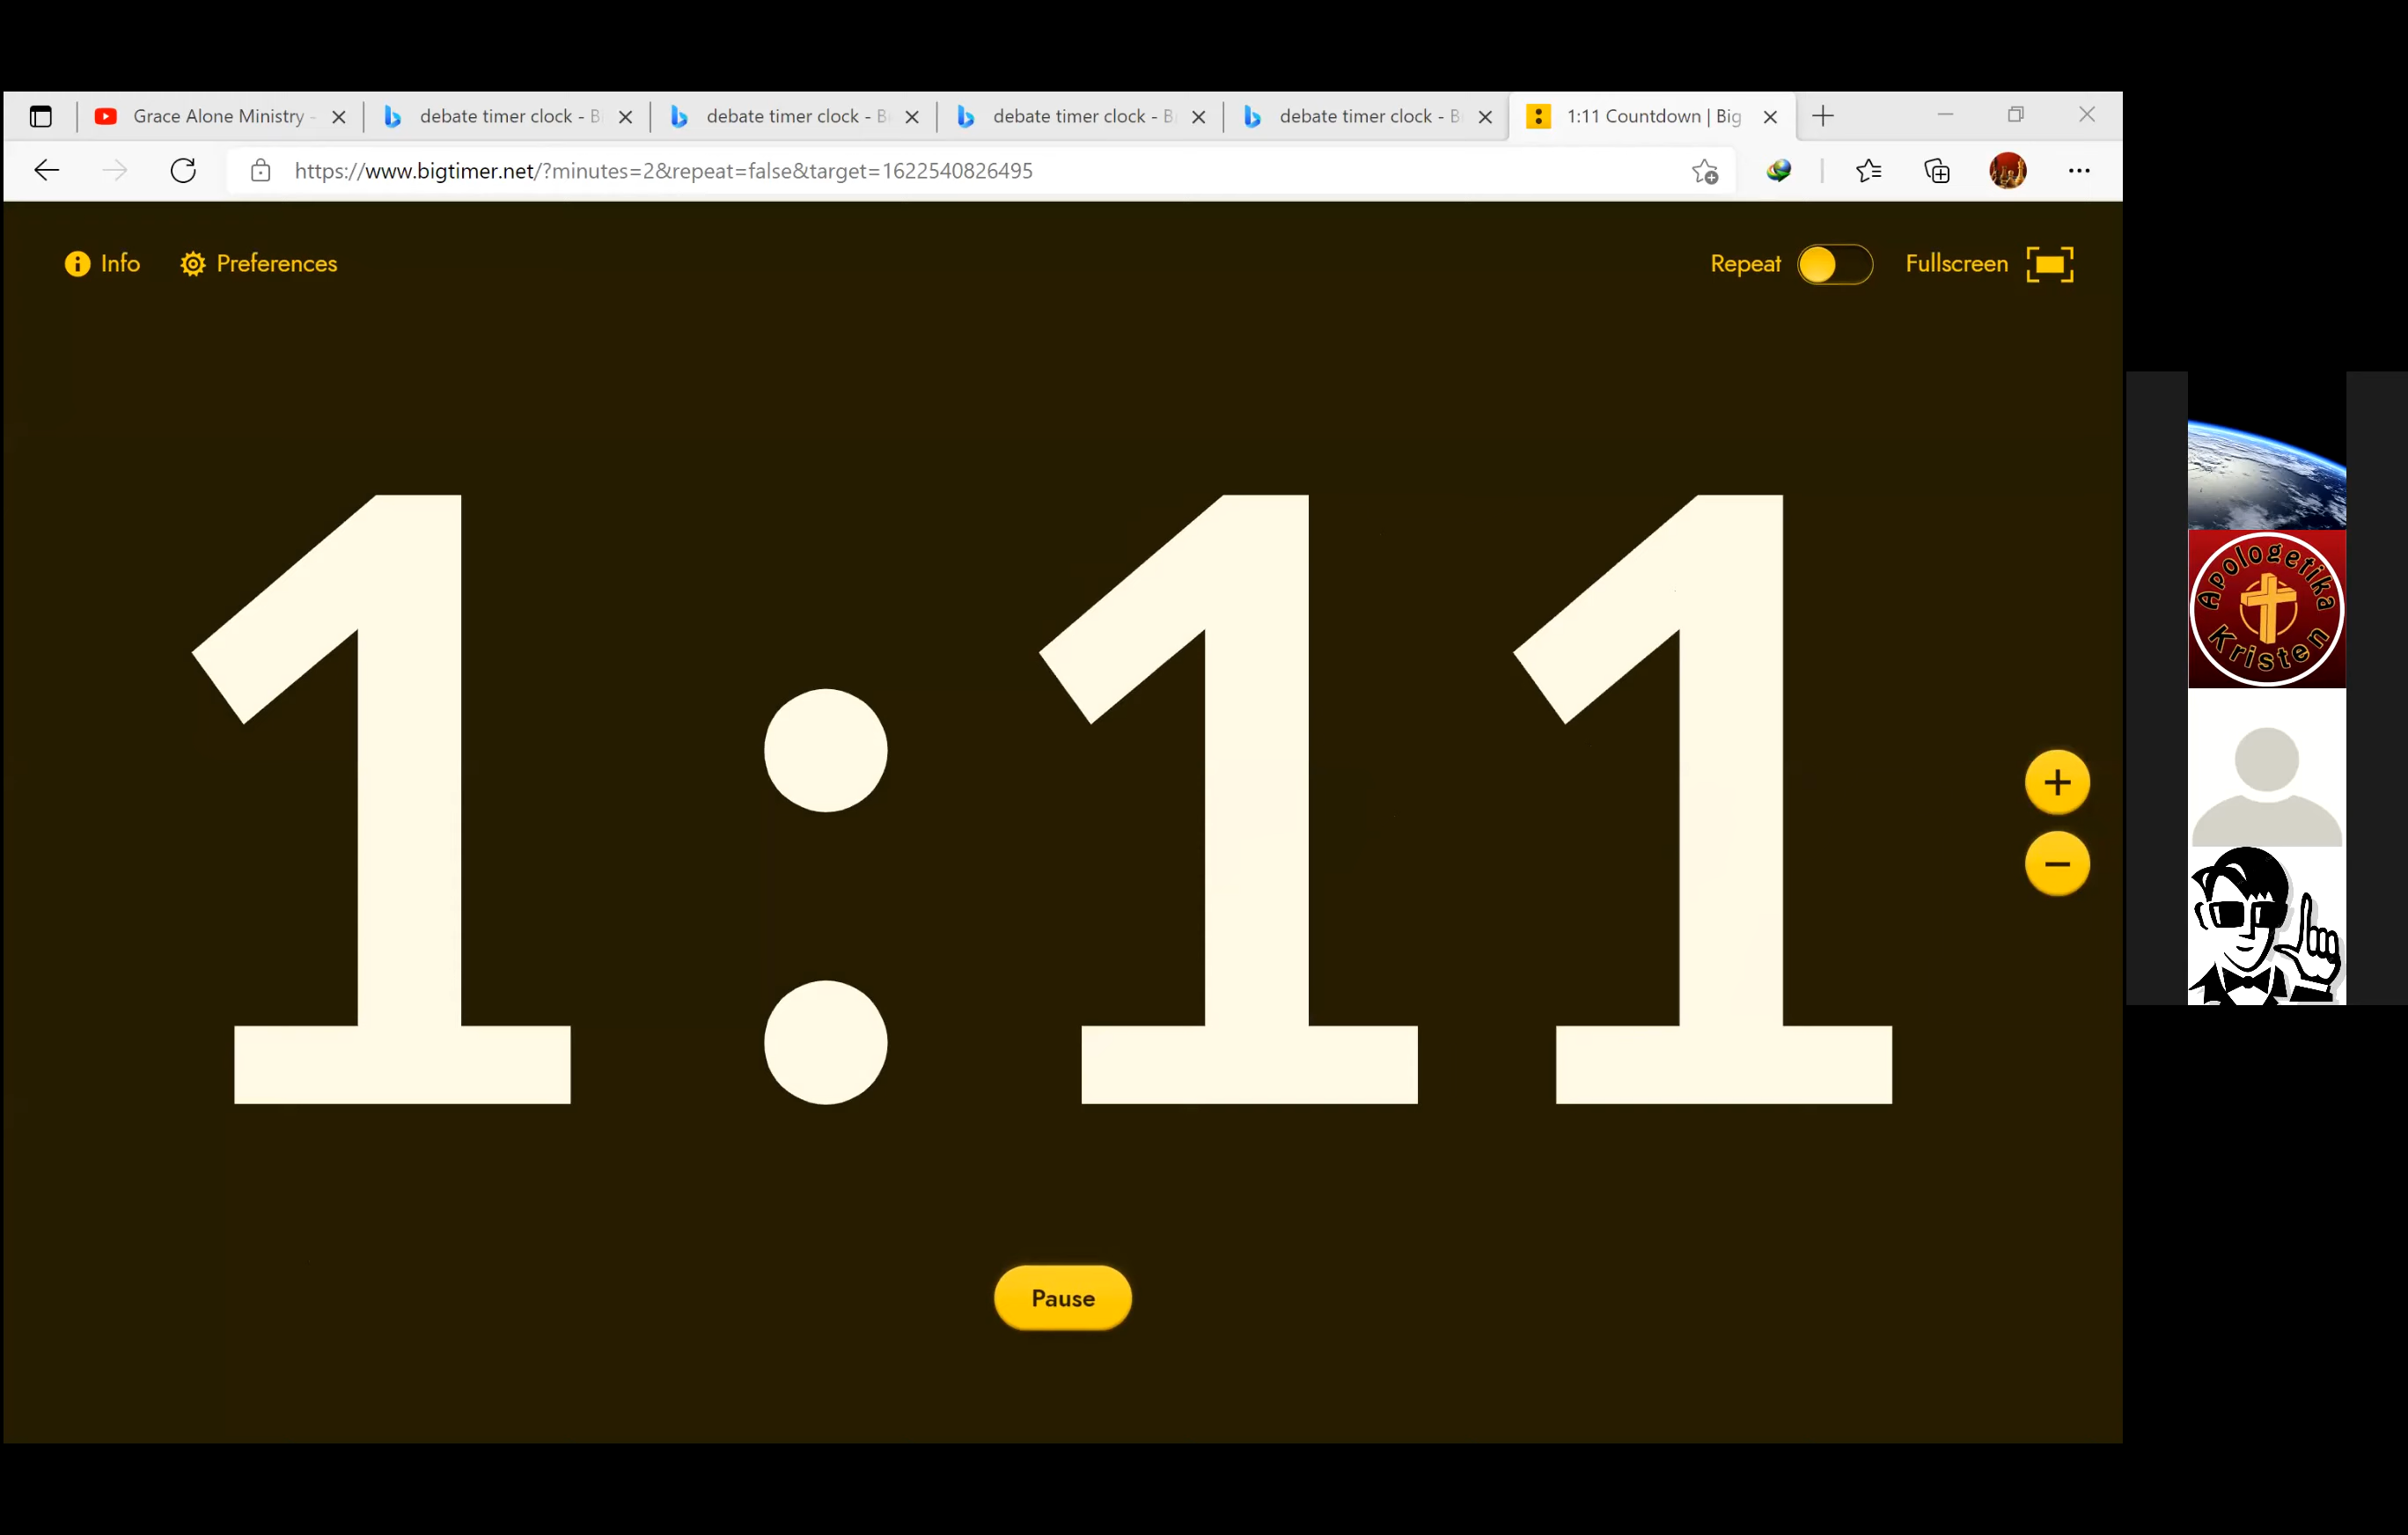 Grace Alone Ministry -
debate timer clock - B
debate timer clock - B
debate timer clock - B
debate timer clock - B
1:11 Countdown | Big
https://www.bigtimer.net/?minutes=2&repeat=false&target=1622540826495
Info
Preferences
Repeat
Fullscreen
1:11
Pause
Apologetika
Kristen